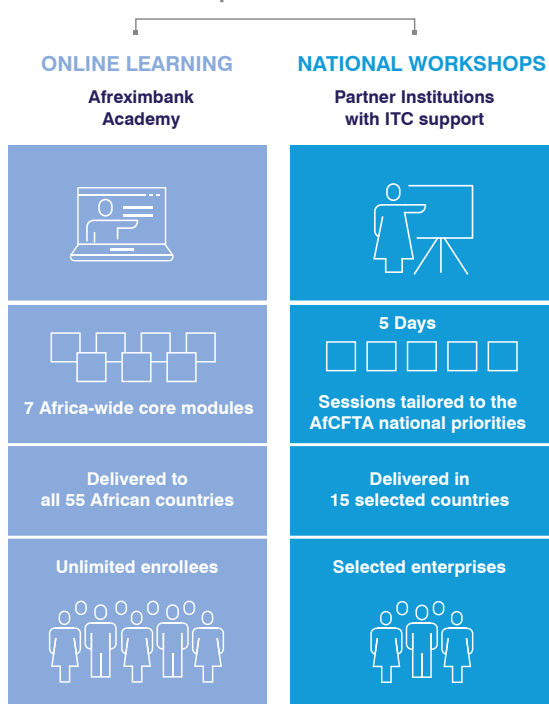 ONLINE LEARNING
Afreximbank
Academy
7 Africa-wide core modules
Delivered to
all 55 African countries
Unlimited enrollees
NATIONAL WORKSHOPS
Partner Institutions
with ITC support
5 Days
Sessions tailored to the
AfCFTA national priorities
Delivered in
15 selected countries
Selected enterprises